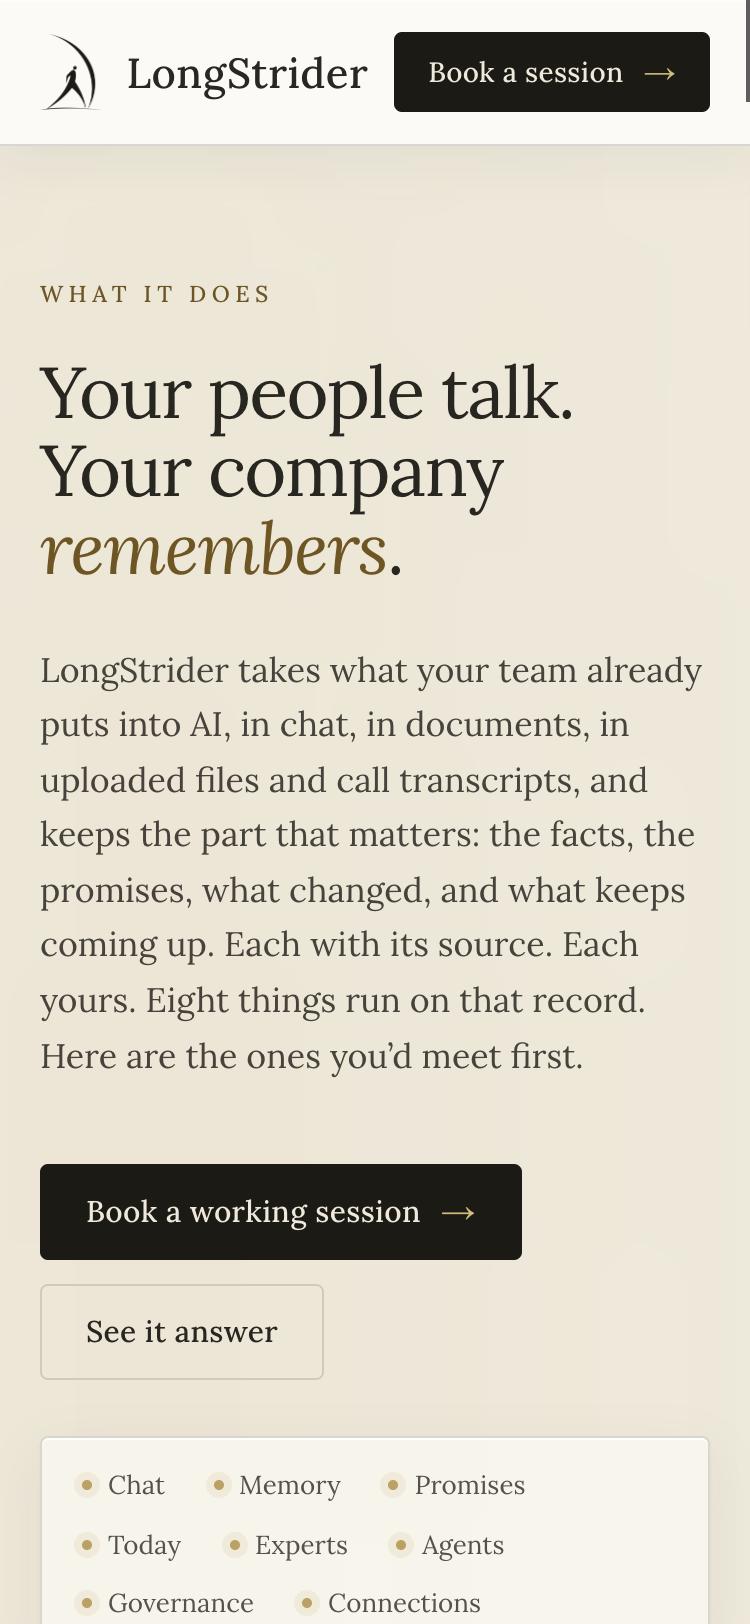 LongStrider
Book a session →
WHAT IT DOES
Your people talk.
Your company
remembers.
LongStrider takes what your team already
puts into AI, in chat, in documents, in
uploaded files and call transcripts, and
keeps the part that matters: the facts, the
promises, what changed, and what keeps
coming up. Each with its source. Each
yours. Eight things run on that record.
Here are the ones you’d meet first.
Book a working session →
See it answer
Chat Memory Promises
Today Experts Agents
Governance Connections